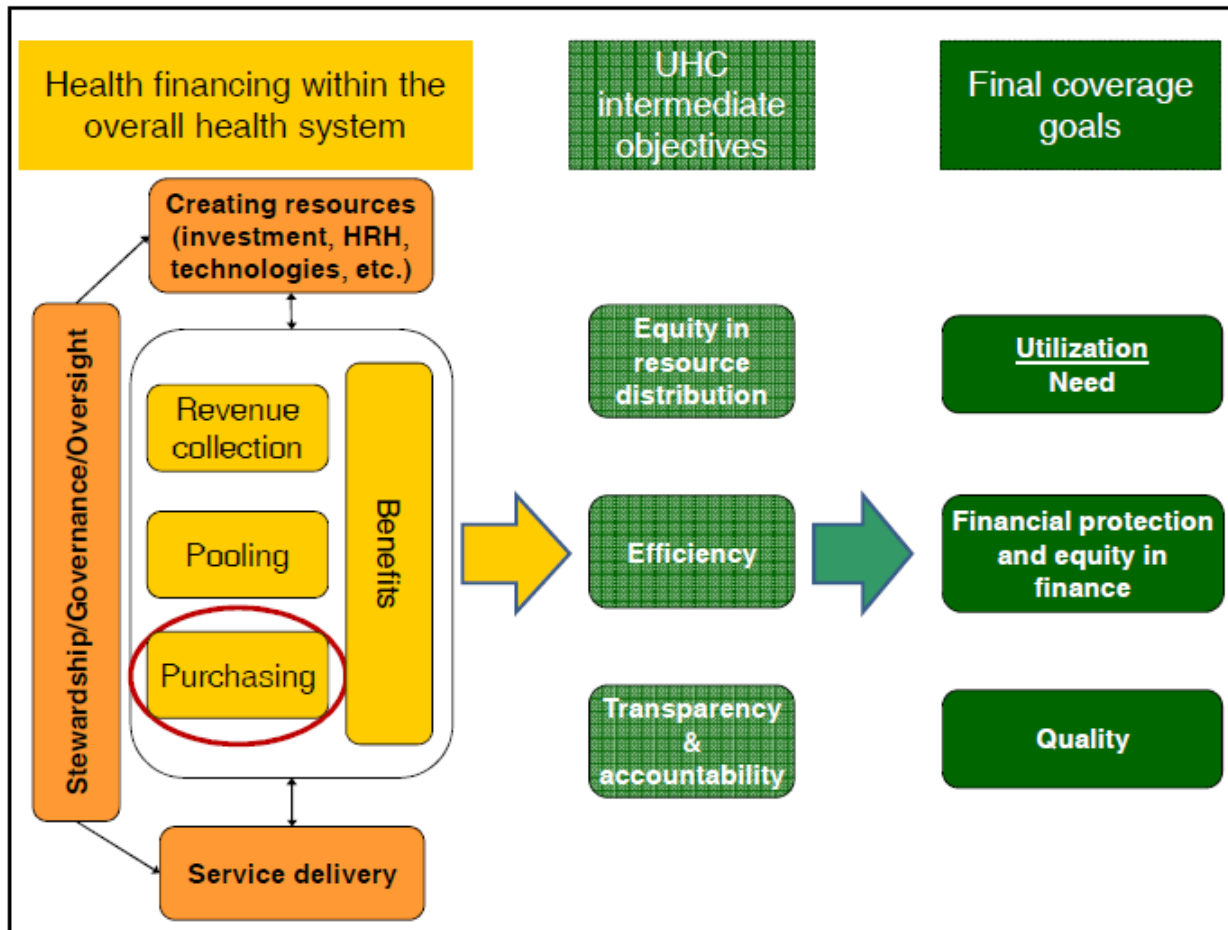 Health financing within the
overall health system
UHC
intermediate
objectives
Final coverage
goals
Creating resources
(investment, HRH,
technologies, etc.)
Stewardship/Governance/Oversight
Revenue
collection
Pooling
Purchasing
Benefits
Service delivery
Equity in
resource
distribution
Efficiency
Transparency
&
accountability
Utilization
Need
Financial protection
and equity in
finance
Quality